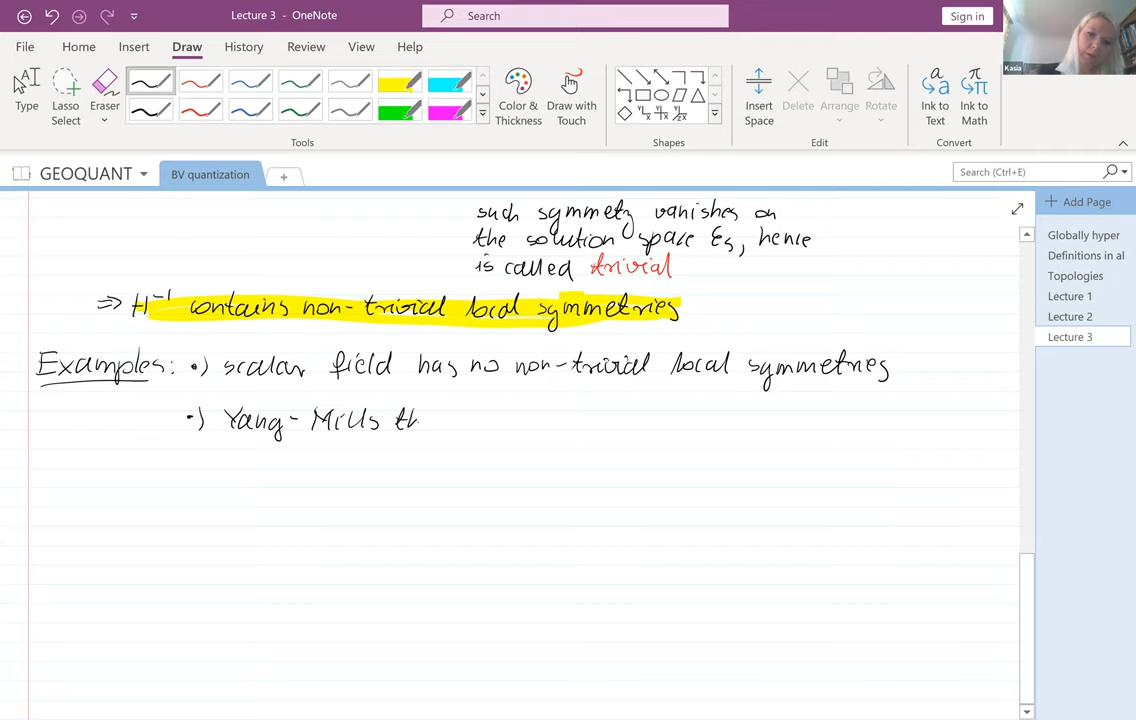 Lecture 3 - OneNote
Search
Sign in
Kasia
File Home Insert Draw History Review View Help
Type
Lasso Select
Eraser
Color & Thickness
Draw with Touch
Insert Space
Delete
Arrange
Rotate
Ink to Text
Ink to Math
Tools
Shapes
Edit
Convert
GEOQUANT
BV quantization
Search (Ctrl+E)
Add Page
Globally hyper
Definitions in al
Topologies
Lecture 1
Lecture 2
Lecture 3
such symmetry vanishes on
the solution space Es, hence
is called trivial
⇒ H⁻¹ contains non-trivial local symmetries
Examples: •) scalar field has no non-trivial local symmetries
•) Yang-Mills th